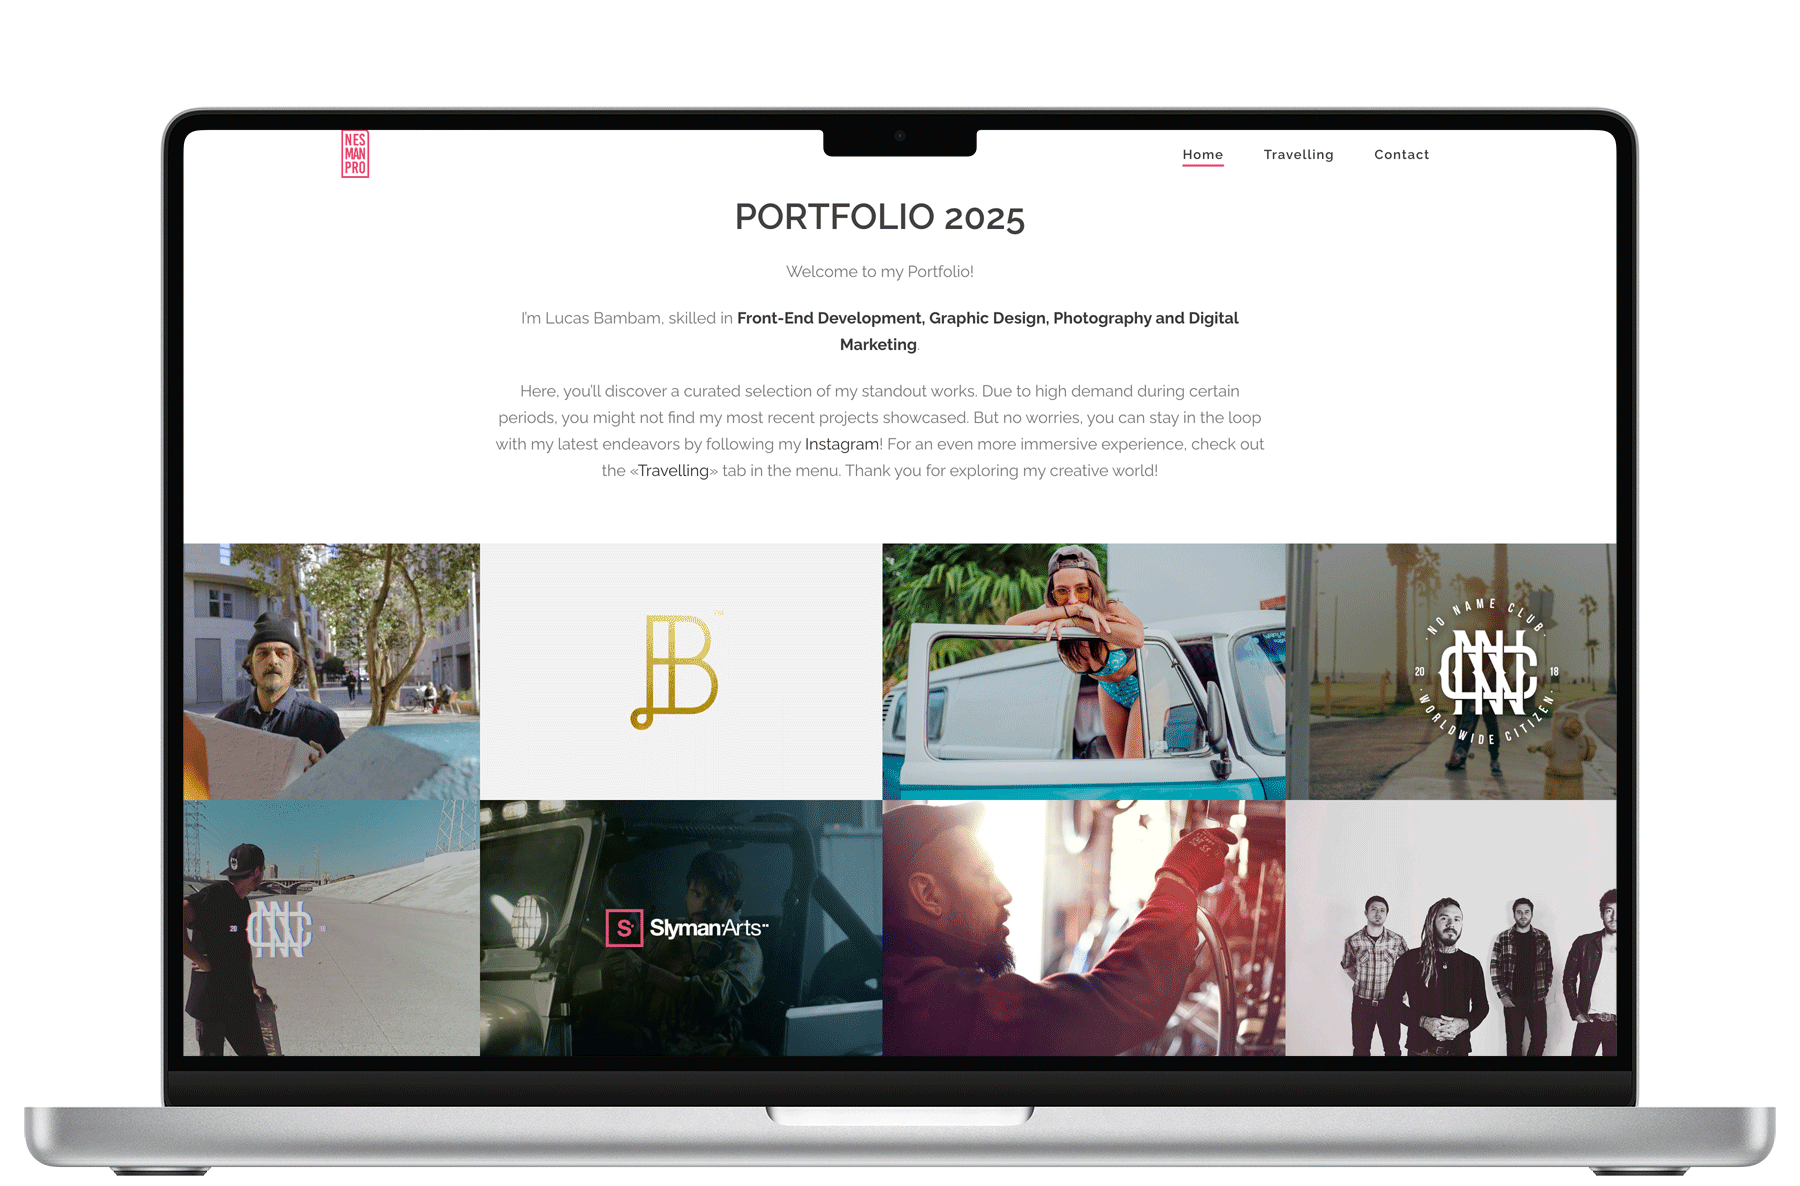 NES
MAN
PRO
Home Travelling Contact
PORTFOLIO 2025
Welcome to my Portfolio!
I'm Lucas Bambam, skilled in Front-End Development, Graphic Design, Photography and Digital
Marketing.
Here, you'll discover a curated selection of my standout works. Due to high demand during certain
periods, you might not find my most recent projects showcased. But no worries, you can stay in the loop
with my latest endeavors by following my Instagram! For an even more immersive experience, check out
the «Travelling» tab in the menu. Thank you for exploring my creative world!
B
· NO NAME CLUB ·
20 18
· WORLDWIDE CITIZEN ·
20 18
S
Slyman Arts